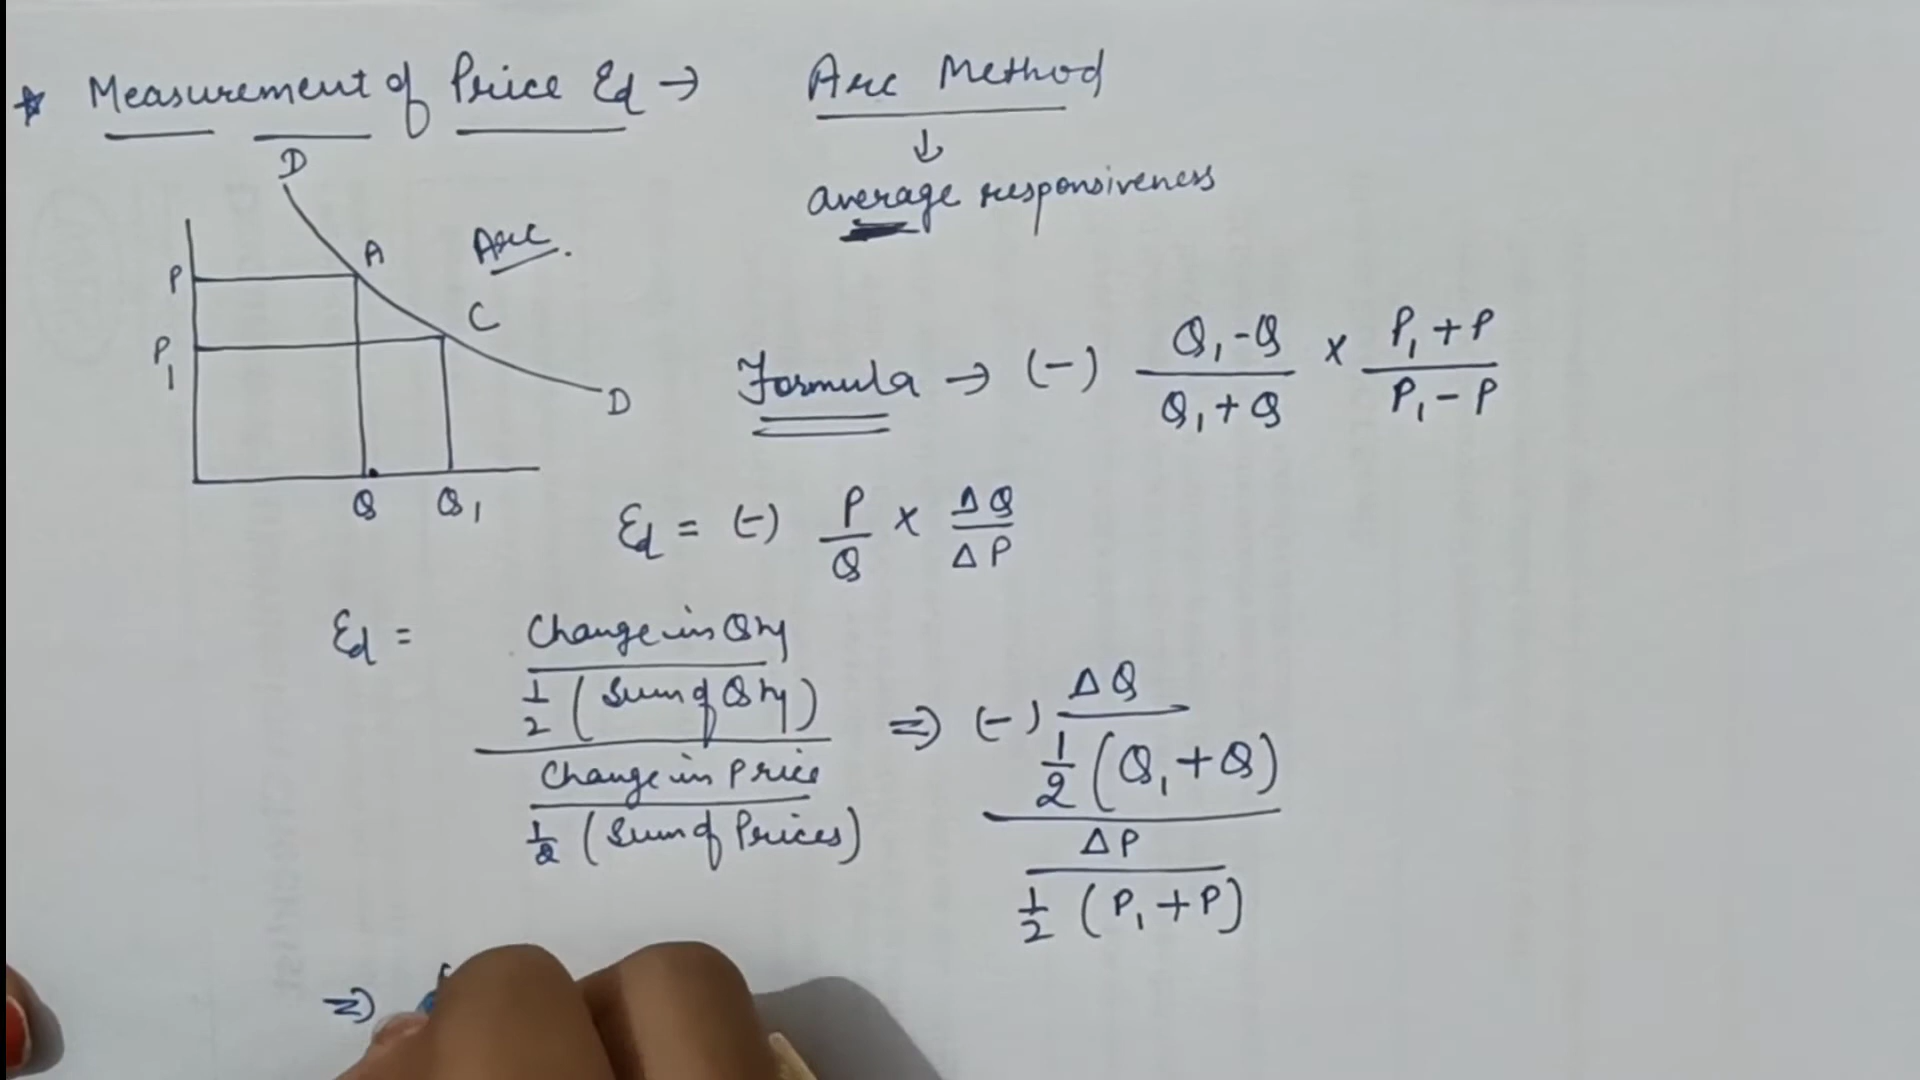 Measurement of Price Ed → Arc Method
↓
average responsiveness
D
A
Arc.
P
C
P1
D
Q Q1
Formula → (-) Q1-Q / Q1+Q × P1+P / P1-P
Ed = (-) P/Q × ΔQ/ΔP
Ed = Change in Qty / ½ (Sum of Qty) / Change in Price / ½ (Sum of Prices) ⇒ (-) ΔQ / ½ (Q1+Q) / ΔP / ½ (P1+P)
⇒